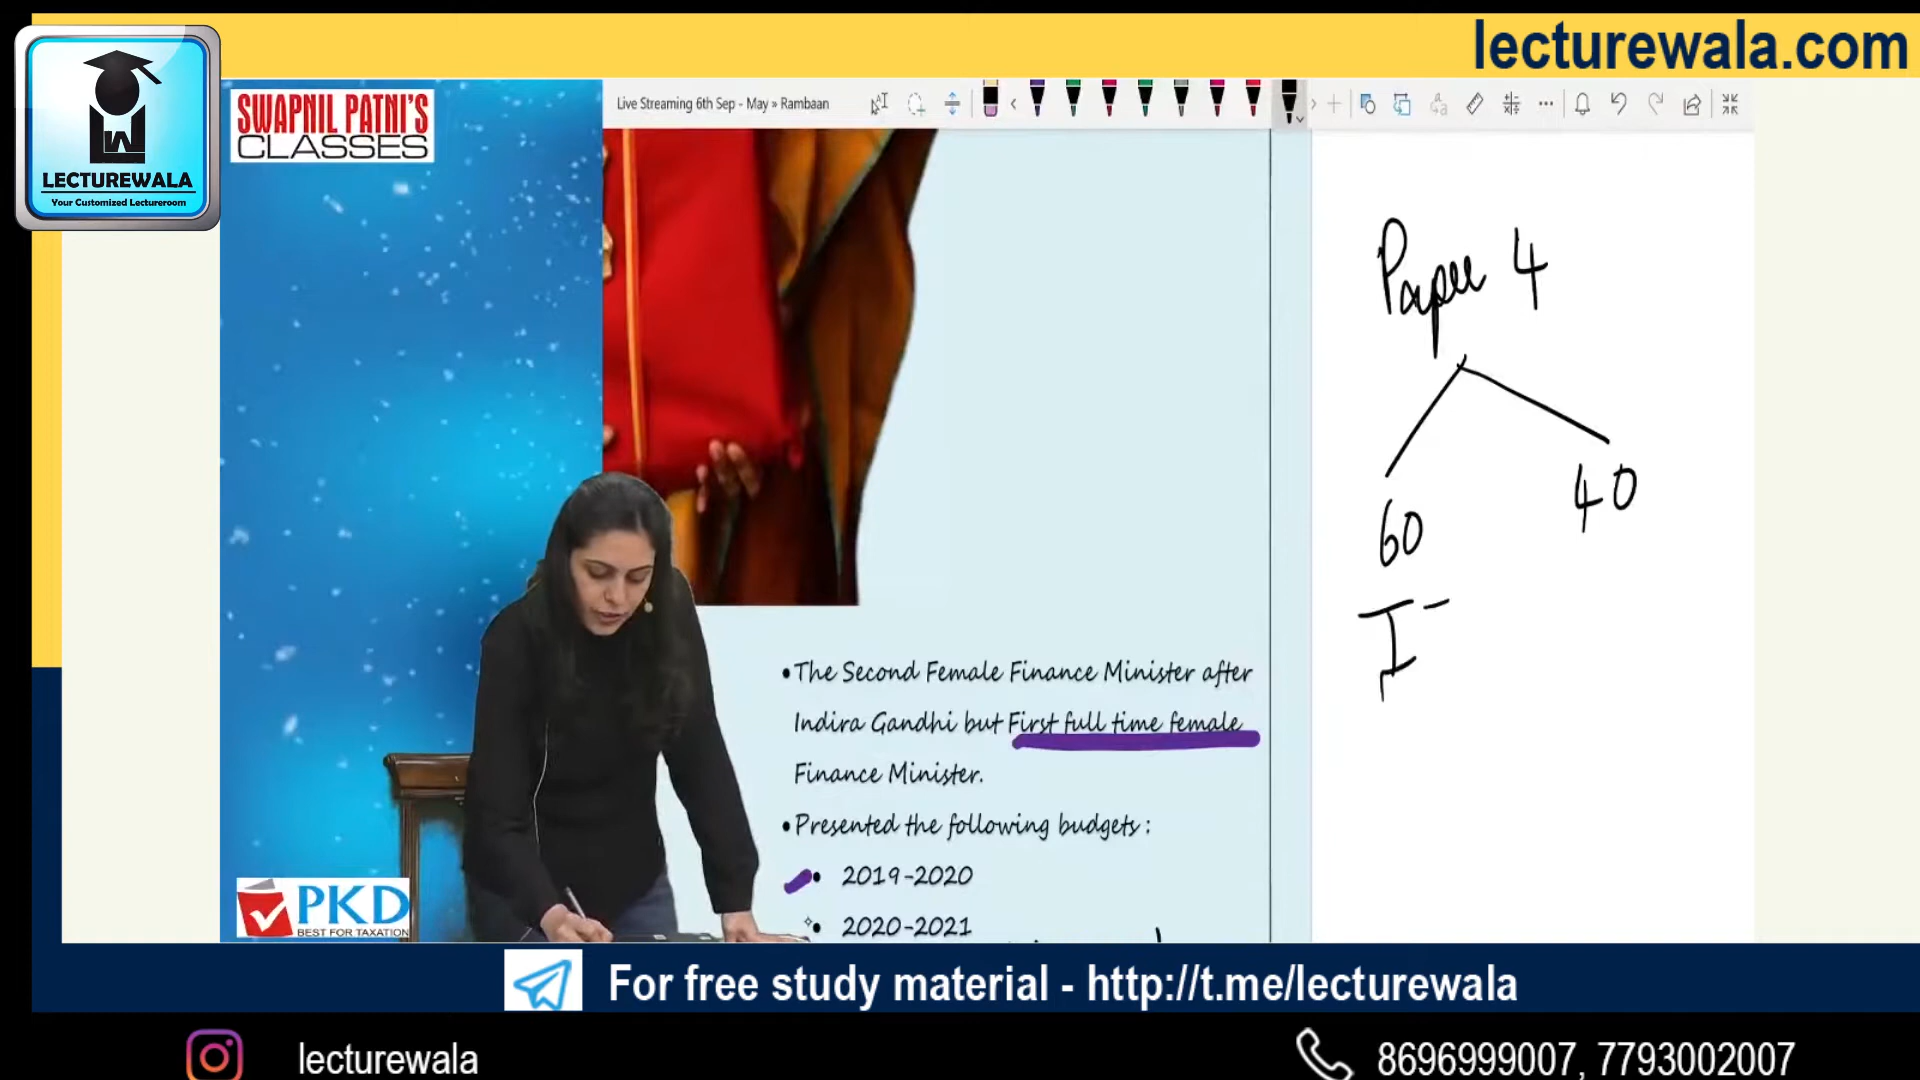 lecturewala.com
LW
LECTUREWALA
Your Customized Lectureroom
SWAPNIL PATNI'S
CLASSES
Live Streaming 6th Sep - May » Rambaan
Paper 4
60
40
•The Second Female Finance Minister after
Indira Gandhi but First full time female
Finance Minister.
•Presented the following budgets :
• 2019-2020
• 2020-2021
PKD
BEST FOR TAXATION
For free study material - http://t.me/lecturewala
lecturewala
8696999007, 7793002007